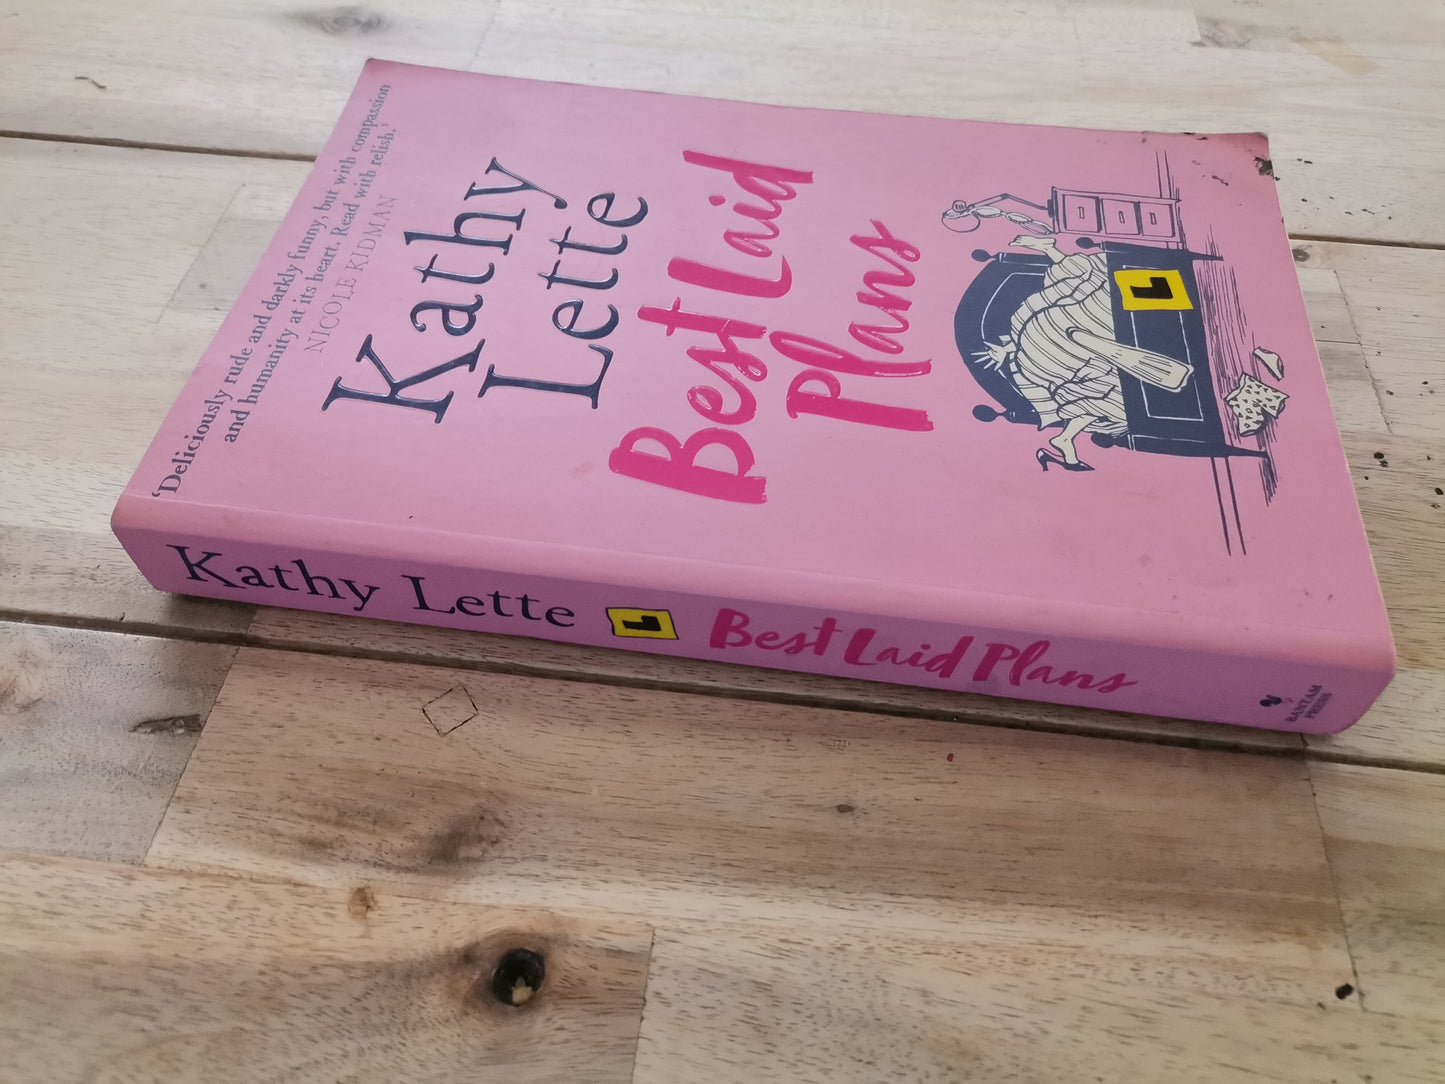 'Deliciously rude and darkly funny, but with compassion
and humanity at its heart. Read with relish.'
NICOLE KIDMAN
Kathy
Lette
Best Laid
Plans
L
Kathy Lette L Best Laid Plans
BANTAM
PRESS